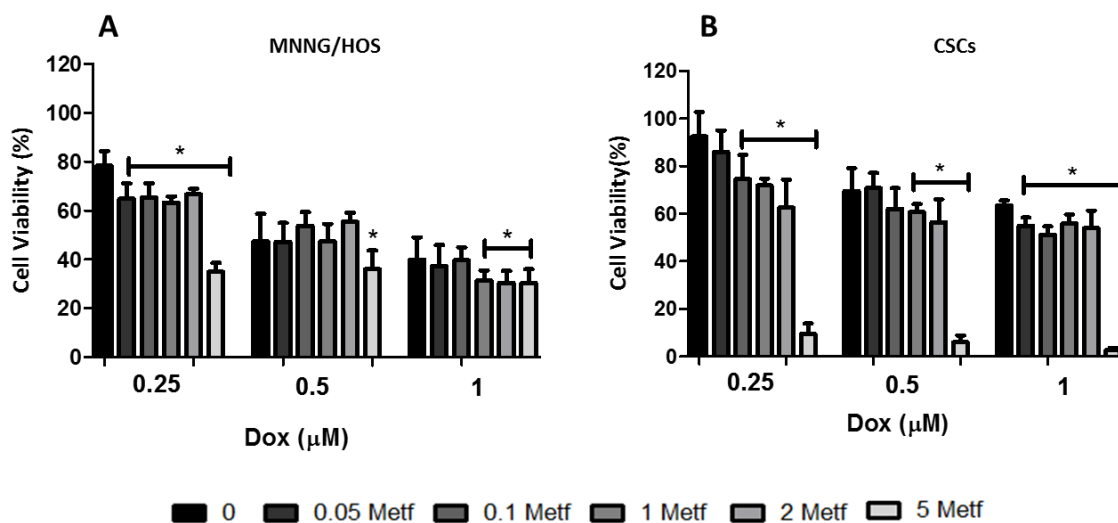 A
MNNG/HOS
120
100
80
60
40
20
0
Cell Viability (%)
*
*
*
0.25
0.5
1
Dox (μM)
B
CSCs
120
100
80
60
40
20
0
Cell Viability(%)
*
*
*
0.25
0.5
1
Dox (μM)
0 0.05 Metf 0.1 Metf 1 Metf 2 Metf 5 Metf